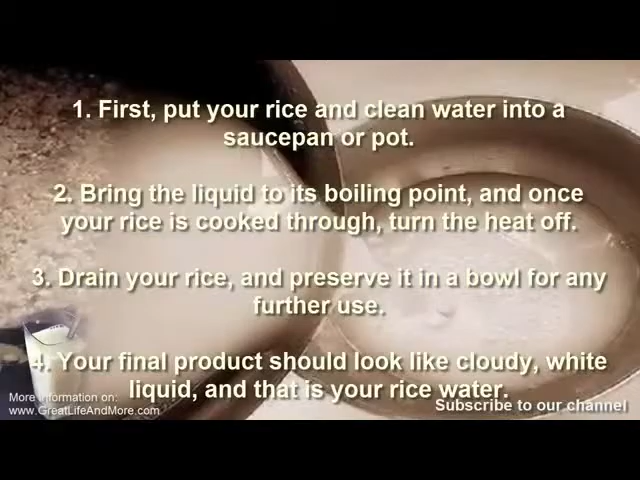 1. First, put your rice and clean water into a
saucepan or pot.
2. Bring the liquid to its boiling point, and once
your rice is cooked through, turn the heat off.
3. Drain your rice, and preserve it in a bowl for any
further use.
4. Your final product should look like cloudy, white
liquid, and that is your rice water.
More Information on:
www.GreatLifeAndMore.com
Subscribe to our channel